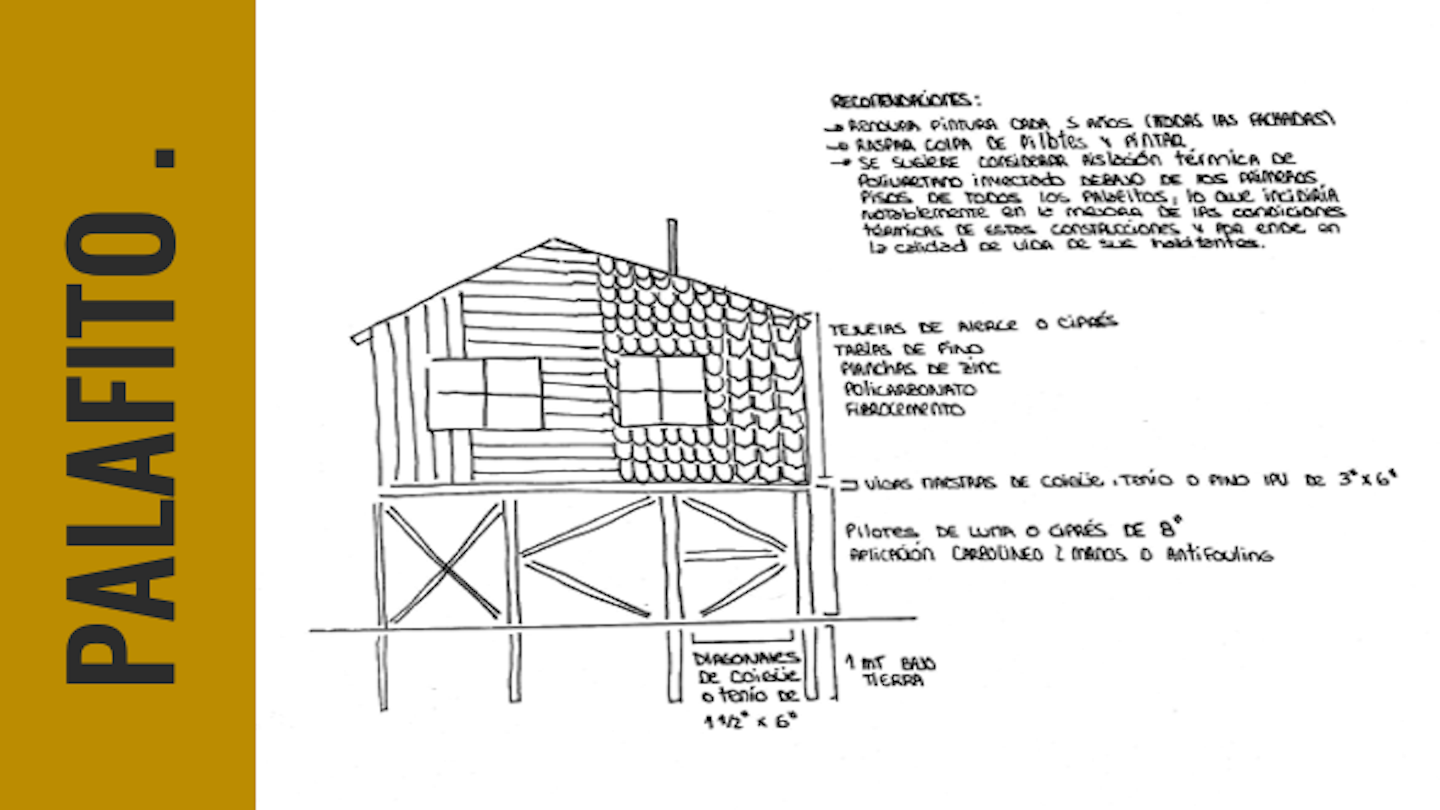 PALAFITO.
RECOMENDACIONES:
→ RENOVAR PINTURA CADA 5 AÑOS (TODAS LAS FACHADAS)
→ RASPAR COLPA DE Pilotes Y PINTAR
→ SE SUGIERE CONSIDERAR AISLACIÓN TÉRMICA DE
POLIURETANO INYECTADO DEBAJO DE LOS PRIMEROS
PISOS DE TODOS LOS PALAFITOS, LO QUE INCIDIRÍA
NOTABLEMENTE EN LA MEJORA DE LAS CONDICIONES
TÉRMICAS DE ESTAS CONSTRUCCIONES Y POR ENDE EN
LA CALIDAD DE VIDA DE SUS HABITANTES.
TEJUELAS DE ALERCE O CIPRÉS
TABLAS DE PINO
PLANCHAS DE ZINC
POLICARBONATO
FIBROCEMENTO
VIGAS MAESTRAS DE COIGÜE, TENÍO O PINO IPV DE 3" X 6"
Pilares DE LUMA O CIPRÉS DE 8"
APLICACIÓN CARBOLINEO 2 MANOS O ANTIFOULING
DIAGONALES
DE COIGÜE
O TENÍO DE
1 1/2" X 6"
1 MT BAJO
TIERRA